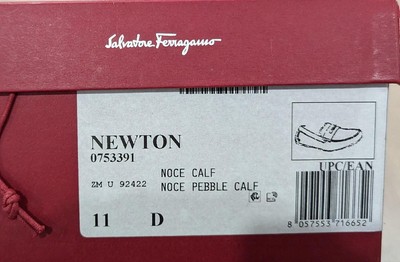 Salvatore Ferragamo
NEWTON
0753391
UPC/EAN
NOCE CALF
ZM U 92422 NOCE PEBBLE CALF
11 D
8 057553 716652